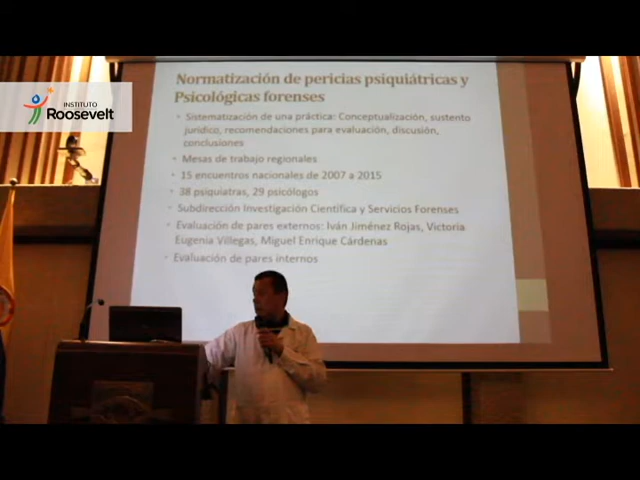 INSTITUTO
Roosevelt
Normatización de pericias psiquiátricas y
Psicológicas forenses
• Sistematización de una práctica: Conceptualización, sustento
jurídico, recomendaciones para evaluación, discusión,
conclusiones
• Mesas de trabajo regionales
• 15 encuentros nacionales de 2007 a 2015
• 38 psiquiatras, 29 psicólogos
• Subdirección Investigación Científica y Servicios Forenses
• Evaluación de pares externos: Iván Jiménez Rojas, Victoria
Eugenia Villegas, Miguel Enrique Cárdenas
• Evaluación de pares internos